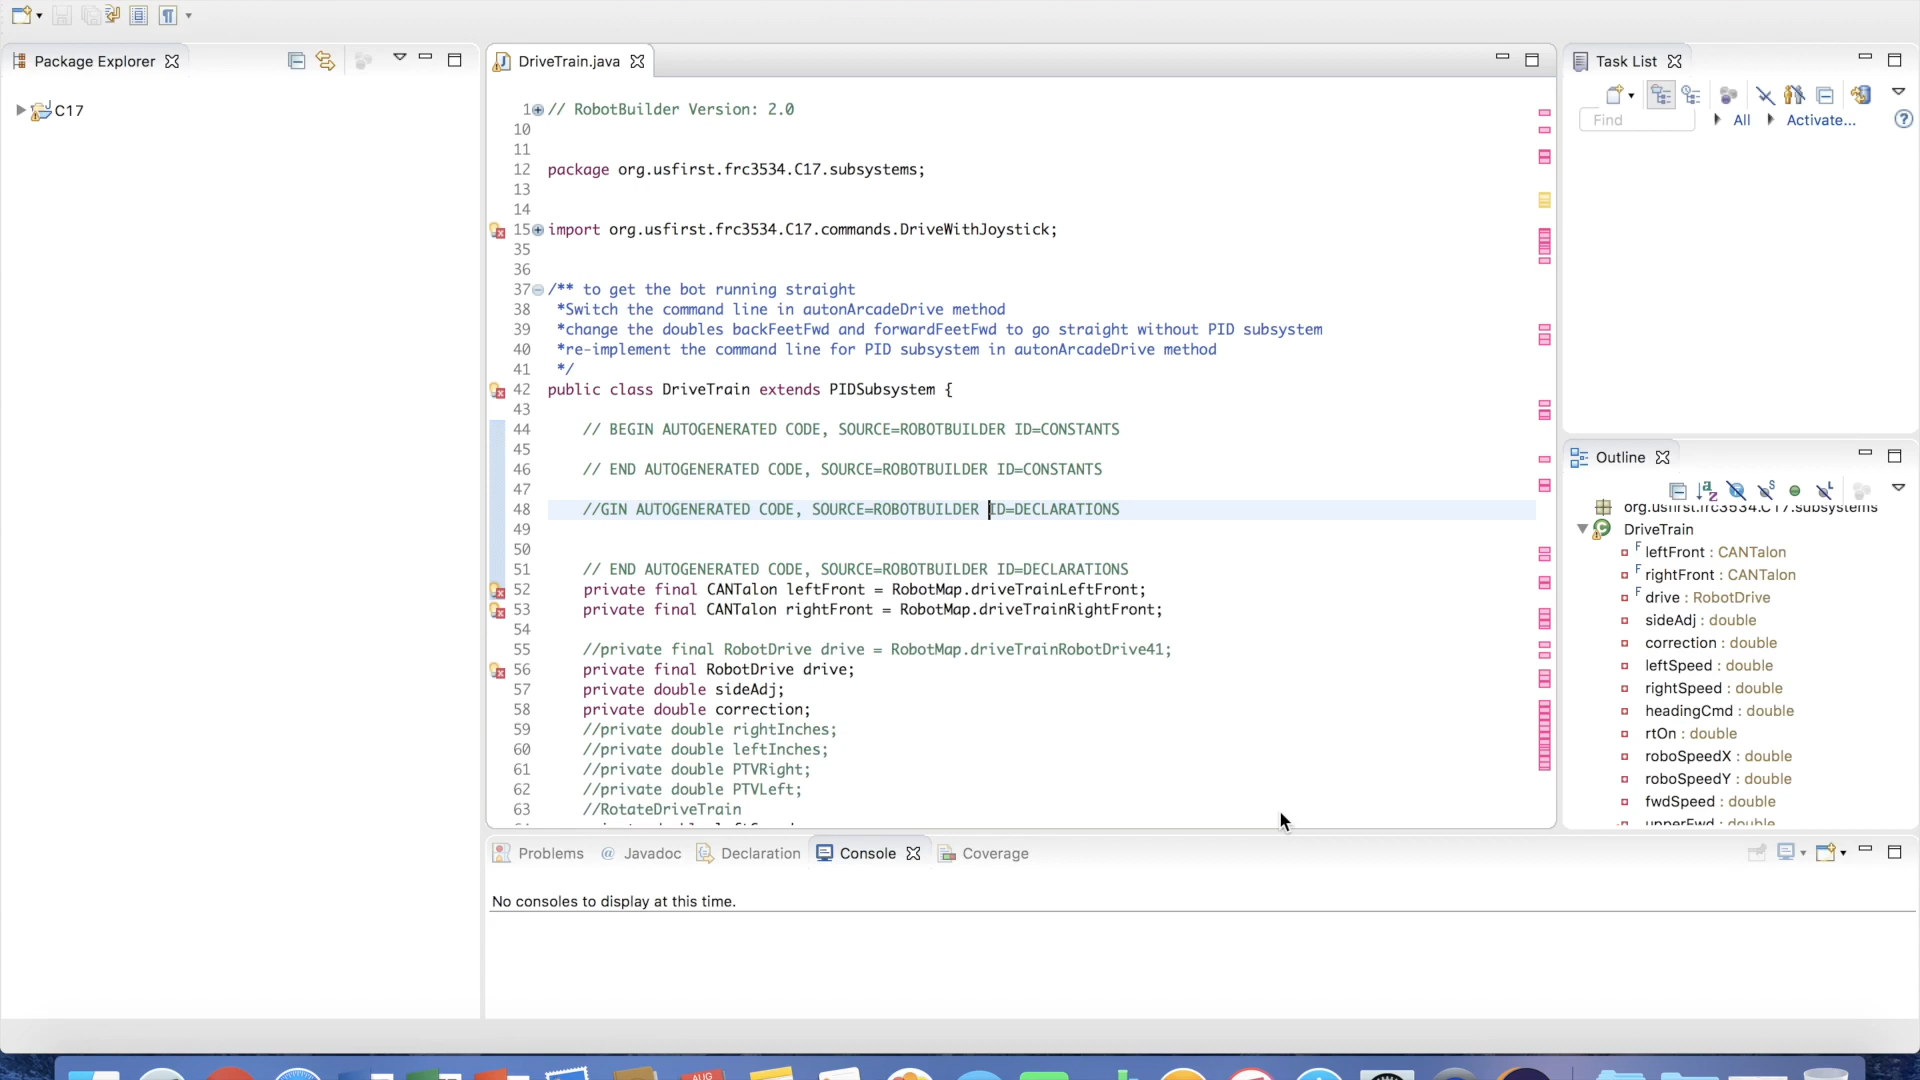 Package Explorer
C17
DriveTrain.java
1 // RobotBuilder Version: 2.0
10
11
12 package org.usfirst.frc3534.C17.subsystems;
13
14
15 import org.usfirst.frc3534.C17.commands.DriveWithJoystick;
35
36
37 /** to get the bot running straight
38 *Switch the command line in autonArcadeDrive method
39 *change the doubles backFeetFwd and forwardFeetFwd to go straight without PID subsystem
40 *re-implement the command line for PID subsystem in autonArcadeDrive method
41 */
42 public class DriveTrain extends PIDSubsystem {
43
44 // BEGIN AUTOGENERATED CODE, SOURCE=ROBOTBUILDER ID=CONSTANTS
45
46 // END AUTOGENERATED CODE, SOURCE=ROBOTBUILDER ID=CONSTANTS
47
48 //GIN AUTOGENERATED CODE, SOURCE=ROBOTBUILDER ID=DECLARATIONS
49
50
51 // END AUTOGENERATED CODE, SOURCE=ROBOTBUILDER ID=DECLARATIONS
52 private final CANTalon leftFront = RobotMap.driveTrainLeftFront;
53 private final CANTalon rightFront = RobotMap.driveTrainRightFront;
54
55 //private final RobotDrive drive = RobotMap.driveTrainRobotDrive41;
56 private final RobotDrive drive;
57 private double sideAdj;
58 private double correction;
59 //private double rightInches;
60 //private double leftInches;
61 //private double PTVRight;
62 //private double PTVLeft;
63 //RotateDriveTrain
Task List
Find
All
Activate...
Outline
org.usfirst.frc3534.C17.subsystems
DriveTrain
leftFront : CANTalon
rightFront : CANTalon
drive : RobotDrive
sideAdj : double
correction : double
leftSpeed : double
rightSpeed : double
headingCmd : double
rtOn : double
roboSpeedX : double
roboSpeedY : double
fwdSpeed : double
upperFwd : double
Problems
@ Javadoc
Declaration
Console
Coverage
No consoles to display at this time.
AUG